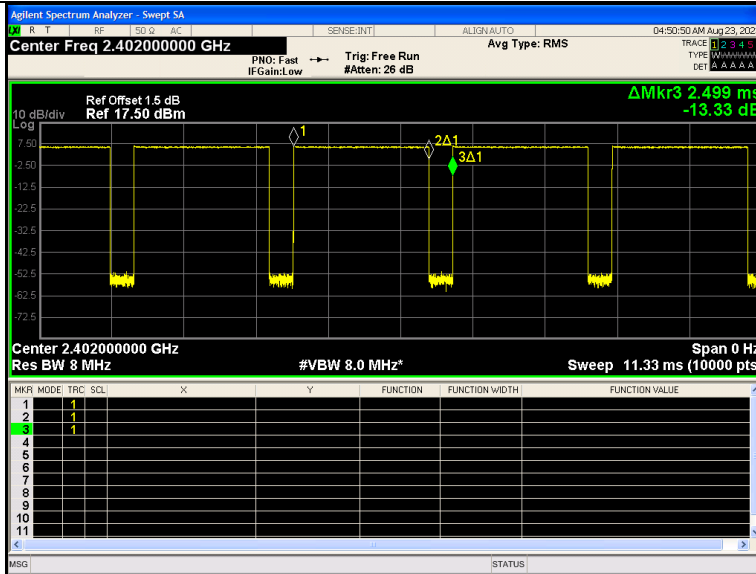 Agilent Spectrum Analyzer - Swept SA
LXI R T RF 50 Ω AC SENSE:INT ALIGN AUTO 04:50:50 AM Aug 23, 202
Center Freq 2.402000000 GHz Avg Type: RMS TRACE 1 2 3 4 5
PNO: Fast Trig: Free Run TYPE
IFGain:Low #Atten: 26 dB DET A A A A A
ΔMkr3 2.499 ms
-13.33 dB
Ref Offset 1.5 dB
10 dB/div Ref 17.50 dBm
Log
1
7.50
2Δ1
3Δ1
-2.50
-12.5
-22.5
-32.5
-42.5
-52.5
-62.5
-72.5
Center 2.402000000 GHz Span 0 Hz
Res BW 8 MHz #VBW 8.0 MHz* Sweep 11.33 ms (10000 pts
MKR MODE TRC SCL X Y FUNCTION FUNCTION WIDTH FUNCTION VALUE
1 1
2 1
3 1
4
5
6
7
8
9
10
11
MSG STATUS